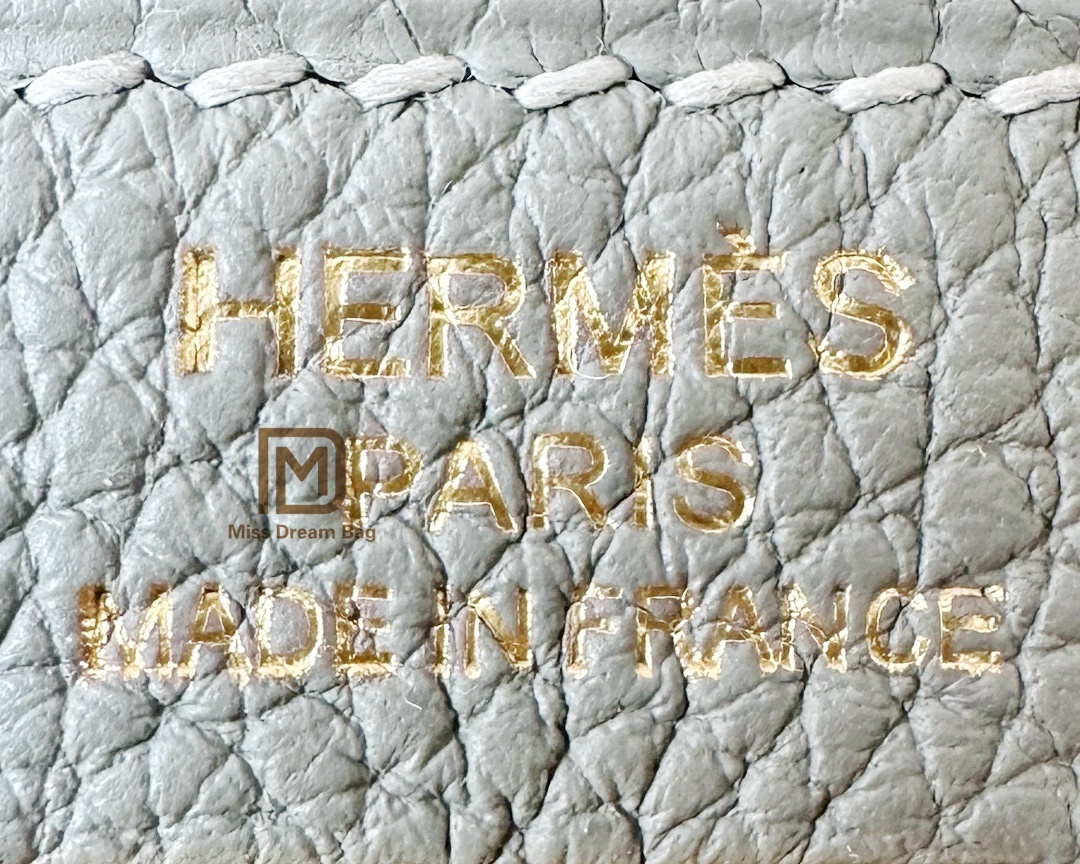 HERMÈS
PARIS
Miss Dream Bag
MADE IN FRANCE